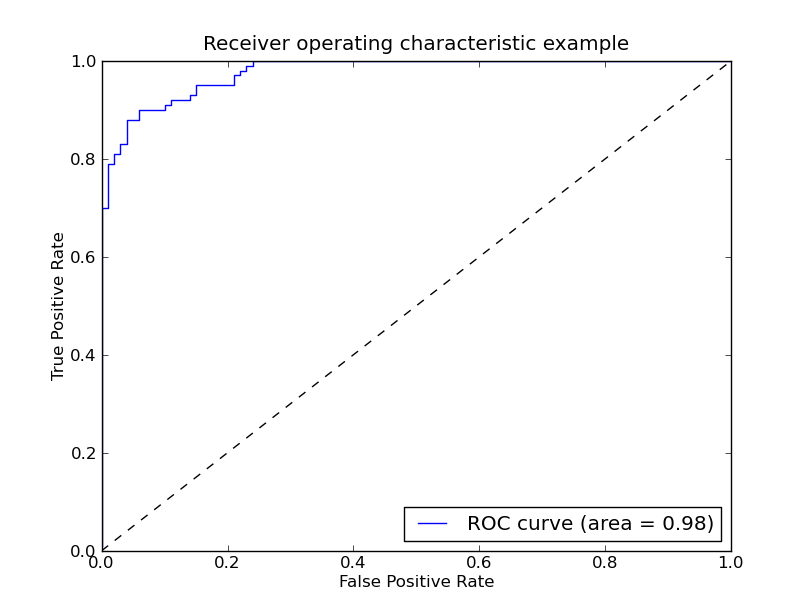 Receiver operating characteristic example
1.0
0.8
0.6
0.4
0.2
0.0
True Positive Rate
ROC curve (area = 0.98)
0.0 0.2 0.4 0.6 0.8 1.0
False Positive Rate